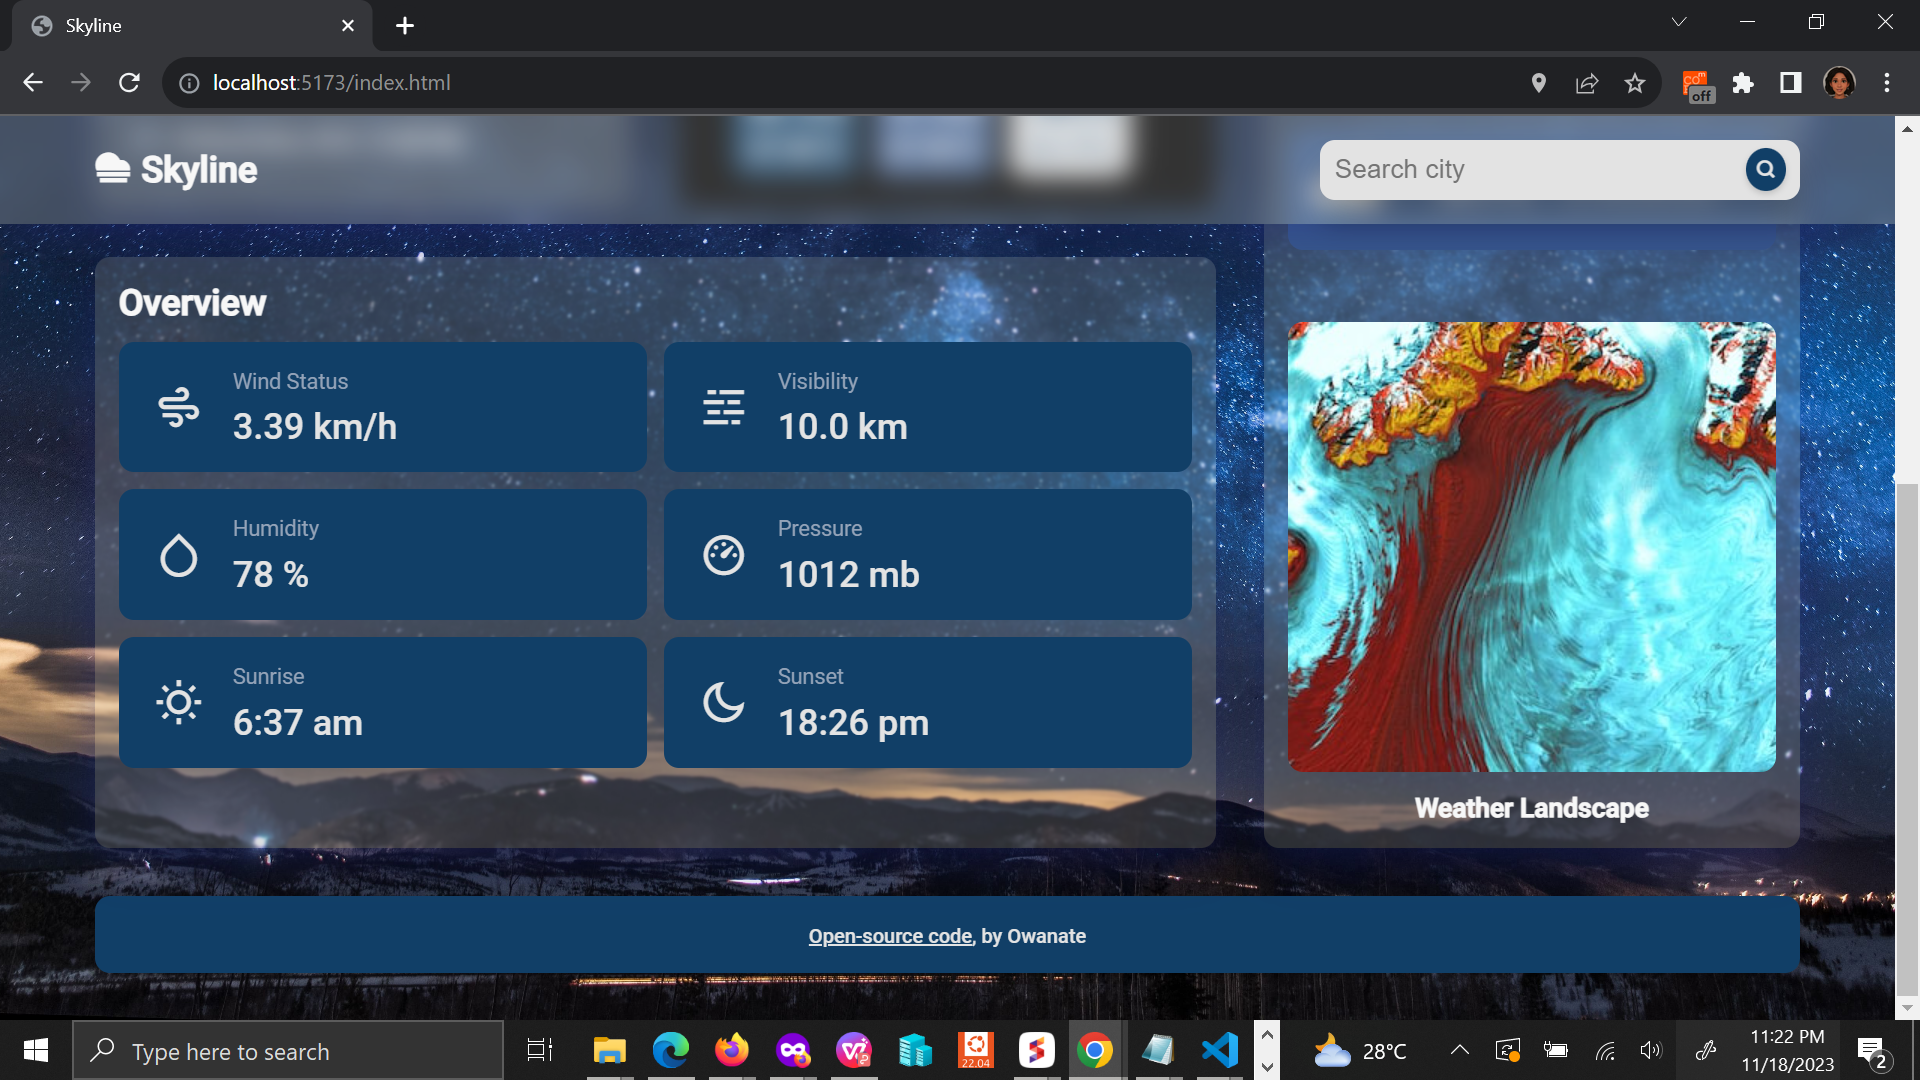 Skyline
localhost:5173/index.html
com
off
Skyline
Search city
Overview
Wind Status
3.39 km/h
Visibility
10.0 km
Humidity
78 %
Pressure
1012 mb
Sunrise
6:37 am
Sunset
18:26 pm
Weather Landscape
Open-source code, by Owanate
Type here to search
22.04
28°C
11:22 PM
11/18/2023
2